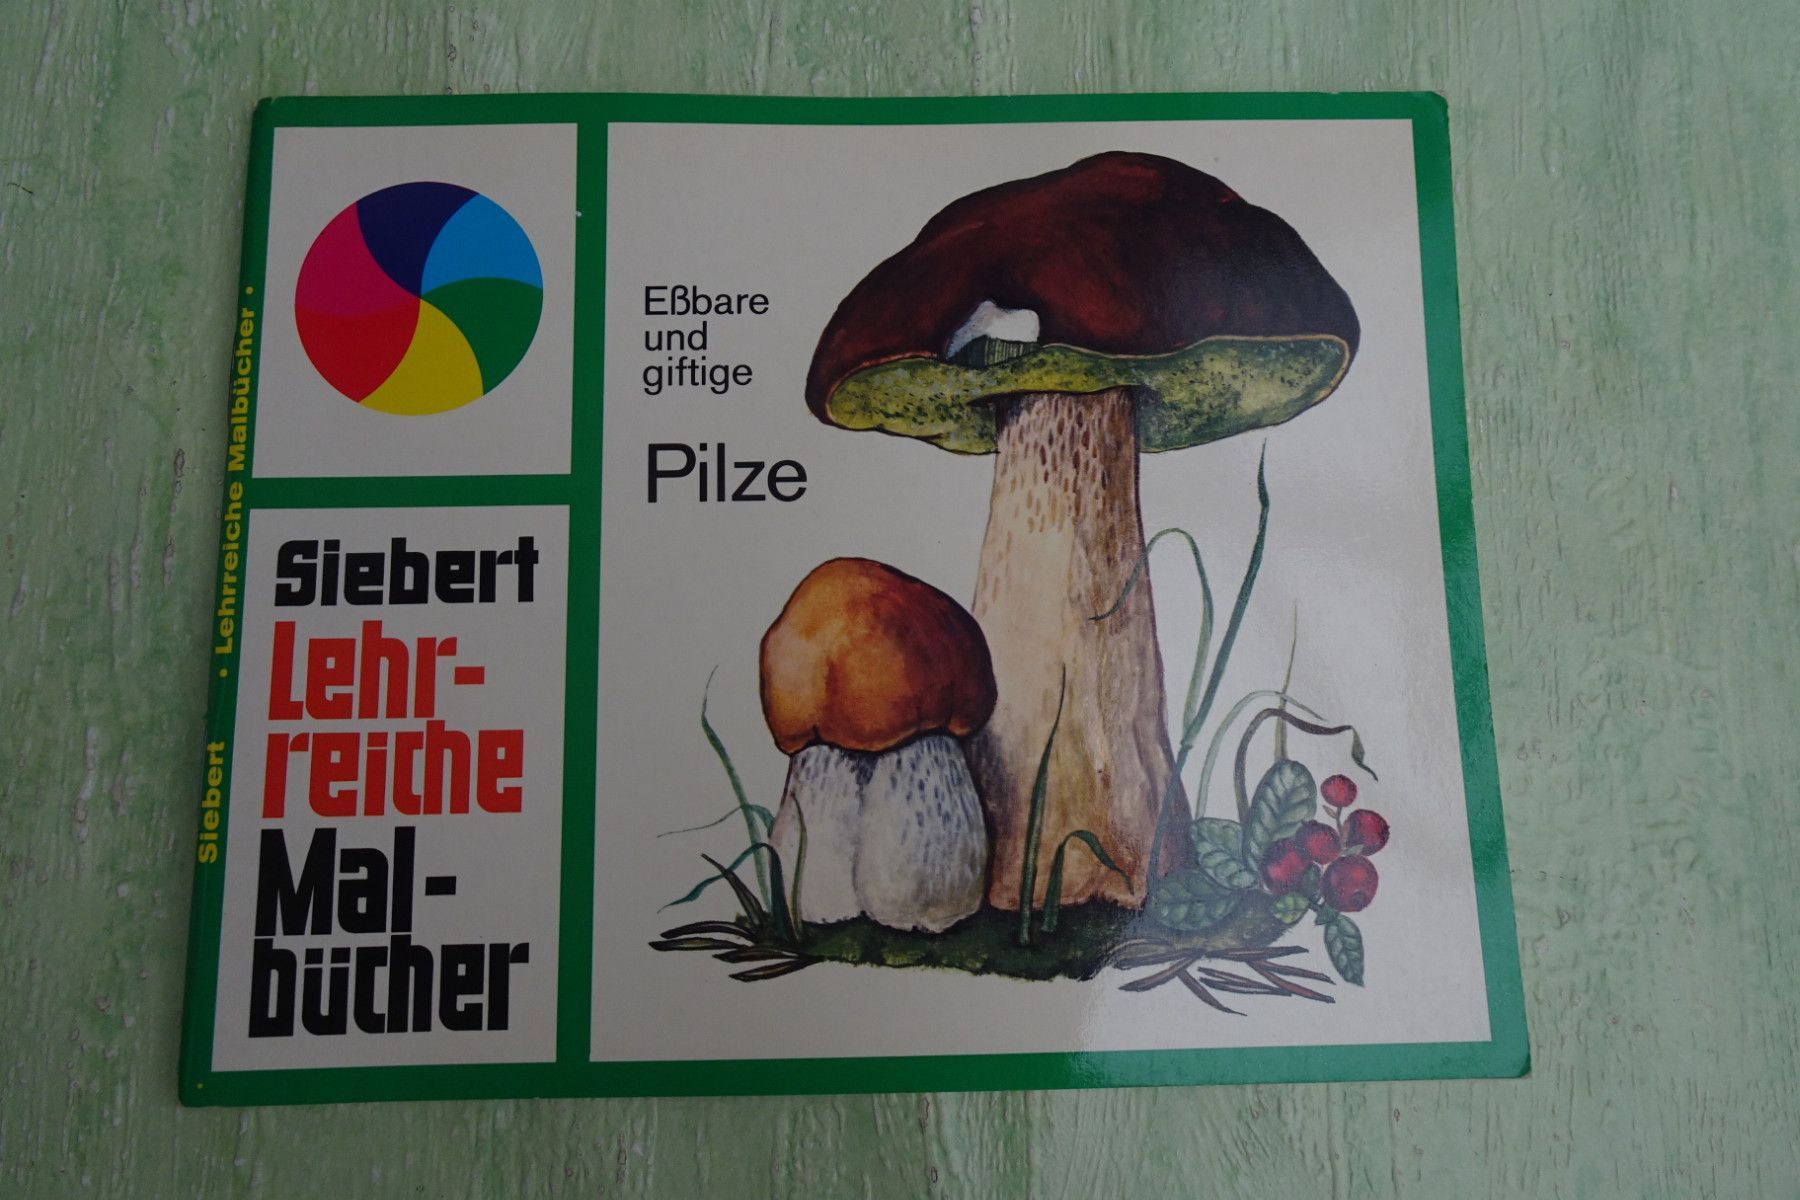 Siebert • Lehrreiche Malbücher •
Siebert
Lehr-
reiche
Mal-
bücher
Eßbare
und
giftige
Pilze